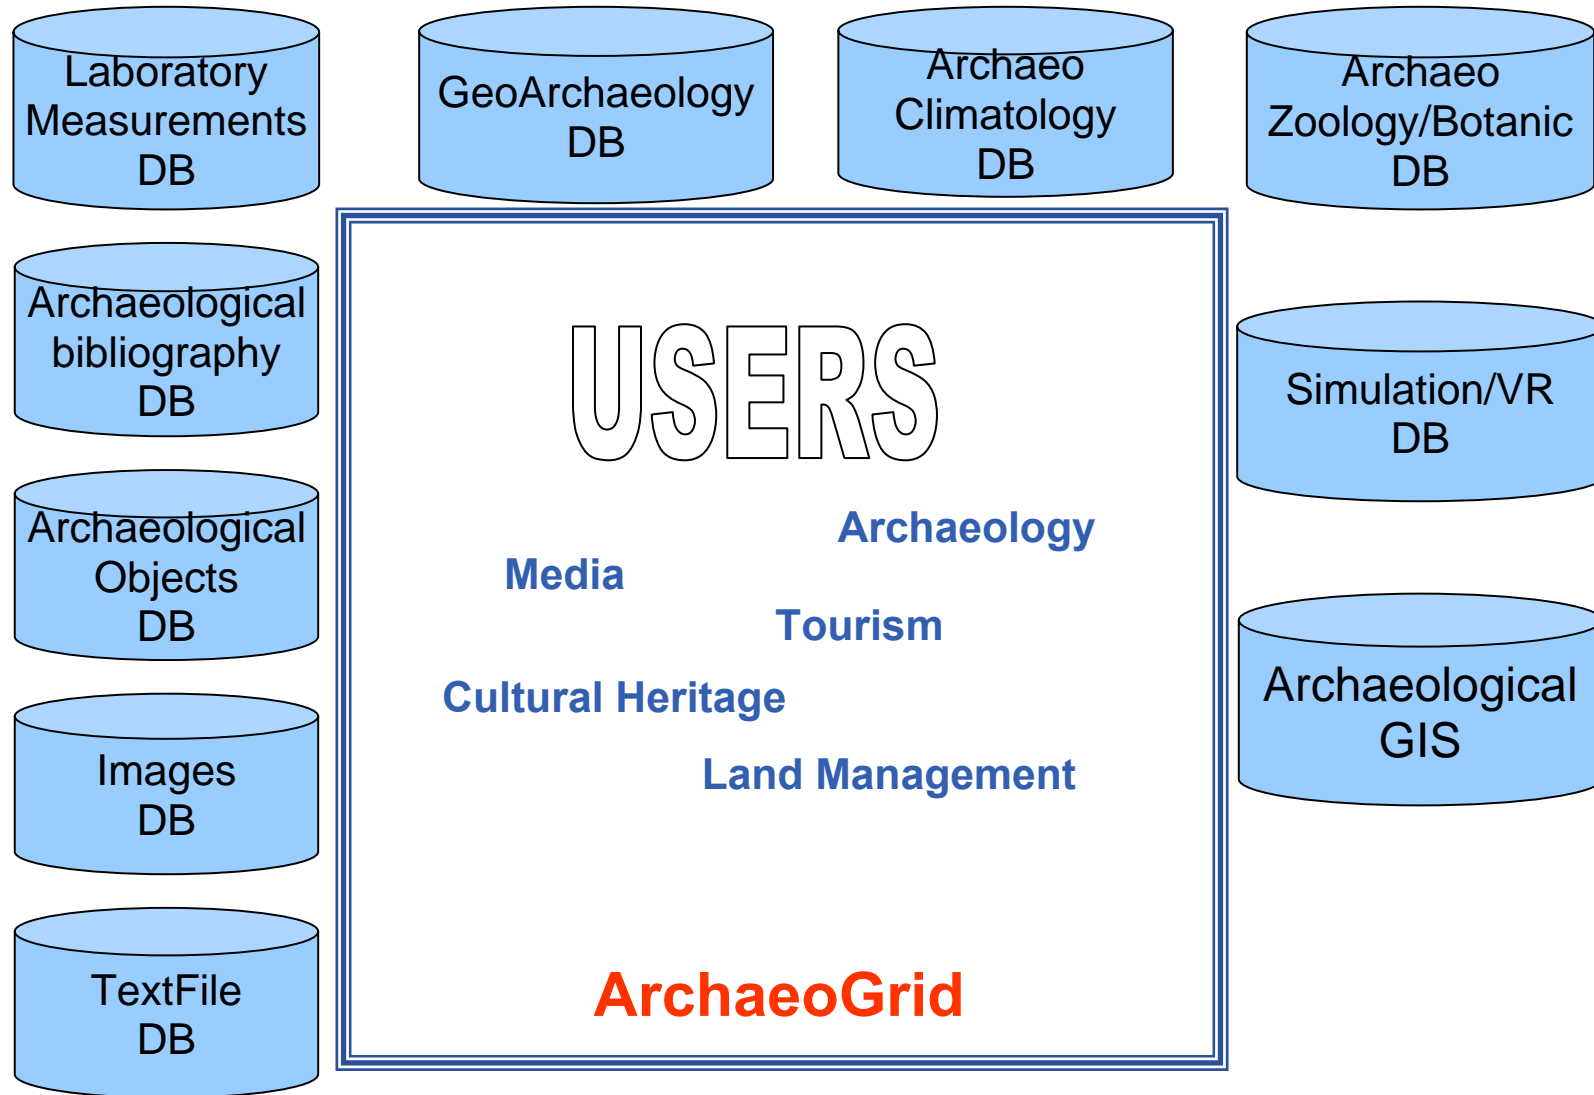 Laboratory
Measurements
DB
GeoArchaeology
DB
Archaeo
Climatology
DB
Archaeo
Zoology/Botanic
DB
Archaeological
bibliography
DB
Archaeological
Objects
DB
Images
DB
TextFile
DB
USERS
Archaeology
Media
Tourism
Cultural Heritage
Land Management
ArchaeoGrid
Simulation/VR
DB
Archaeological
GIS